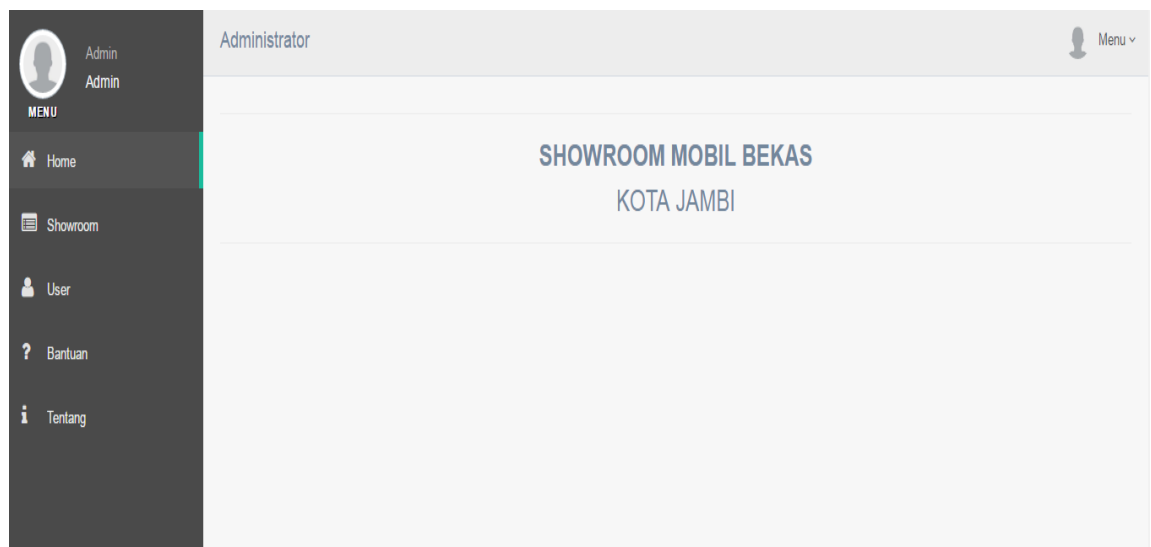 Admin
Admin
MENU
Home
Showroom
User
? Bantuan
i Tentang
Administrator
Menu
SHOWROOM MOBIL BEKAS
KOTA JAMBI